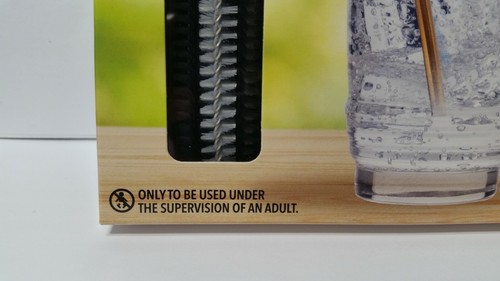 ONLY TO BE USED UNDER
THE SUPERVISION OF AN ADULT.